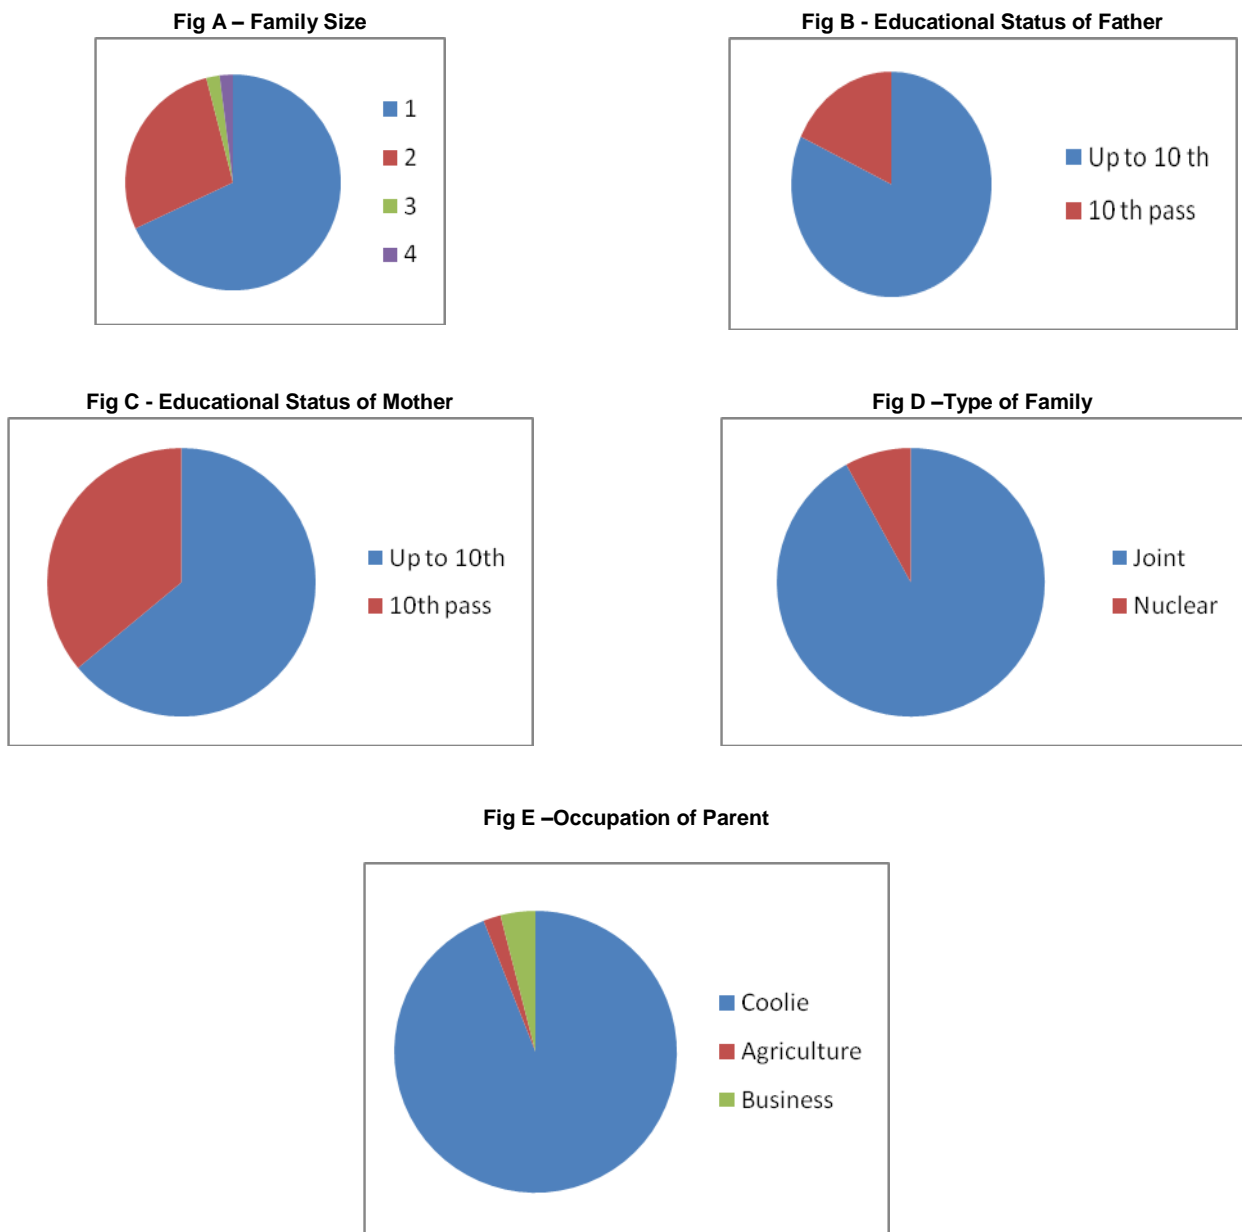 Fig A – Family Size
1
2
3
4
Fig B - Educational Status of Father
Up to 10 th
10 th pass
Fig C - Educational Status of Mother
Up to 10th
10th pass
Fig D –Type of Family
Joint
Nuclear
Fig E –Occupation of Parent
Coolie
Agriculture
Business